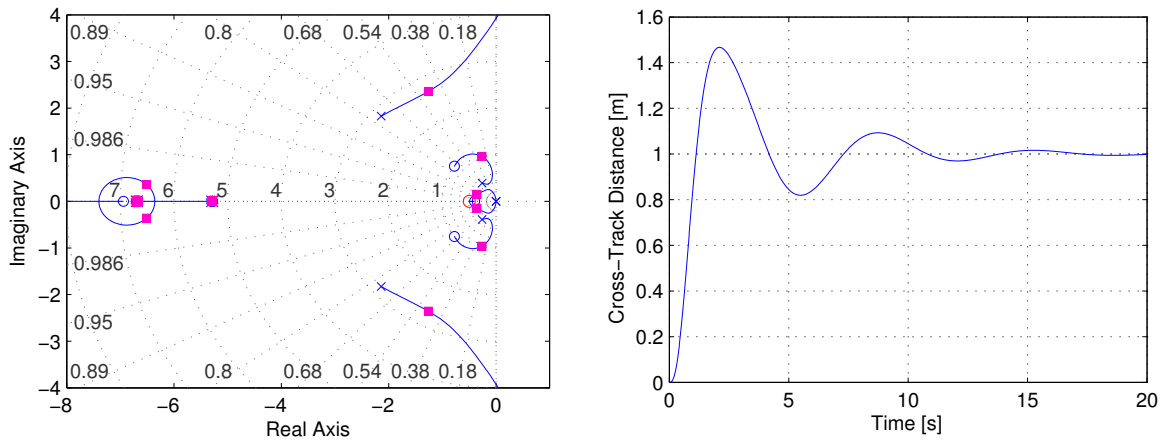 4
3
2
1
0
−1
−2
−3
−4
Imaginary Axis
0.89 0.8 0.68 0.54 0.38 0.18
0.95
0.986
7 6 5 4 3 2 1
0.986
0.95
0.89 0.8 0.68 0.54 0.38 0.18
−8 −6 −4 −2 0
Real Axis
1.6
1.4
1.2
1
0.8
0.6
0.4
0.2
0
Cross−Track Distance [m]
0 5 10 15 20
Time [s]